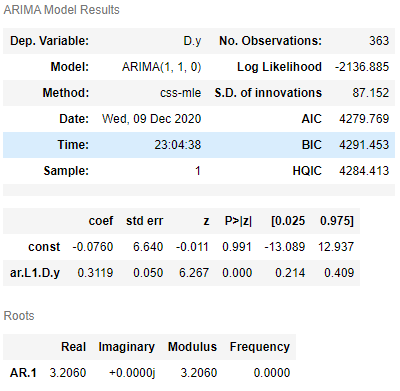 ARIMA Model Results
Dep. Variable: D.y No. Observations: 363
Model: ARIMA(1, 1, 0) Log Likelihood -2136.885
Method: css-mle S.D. of innovations 87.152
Date: Wed, 09 Dec 2020 AIC 4279.769
Time: 23:04:38 BIC 4291.453
Sample: 1 HQIC 4284.413
coef std err z P>|z| [0.025 0.975]
const -0.0760 6.640 -0.011 0.991 -13.089 12.937
ar.L1.D.y 0.3119 0.050 6.267 0.000 0.214 0.409
Roots
Real Imaginary Modulus Frequency
AR.1 3.2060 +0.0000j 3.2060 0.0000